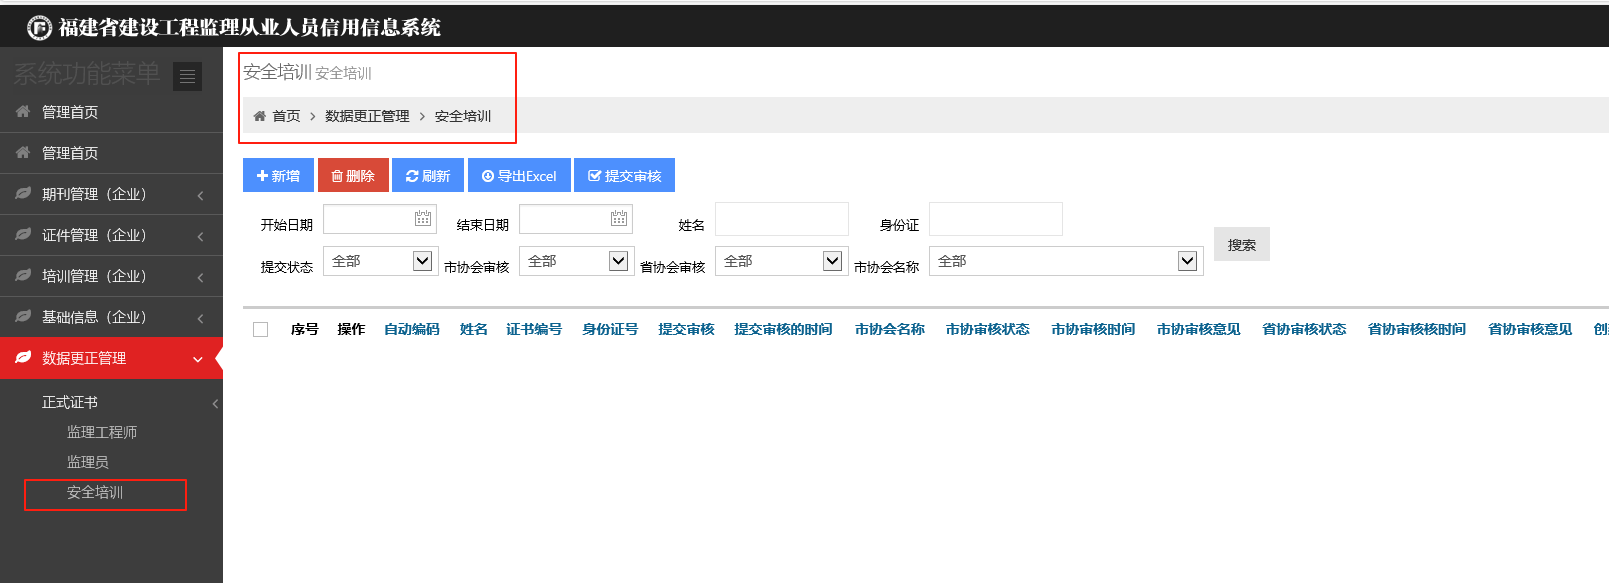 福建省建设工程监理从业人员信用信息系统
系统功能菜单
管理首页
管理首页
期刊管理（企业）
证件管理（企业）
培训管理（企业）
基础信息（企业）
数据更正管理
正式证书
监理工程师
监理员
安全培训
安全培训 安全培训
首页 > 数据更正管理 > 安全培训
新增 删除 刷新 导出Excel 提交审核
开始日期 结束日期 姓名 身份证
提交状态 全部 市协会审核 全部 省协会审核 全部 市协会名称 全部
搜索
序号 操作 自动编码 姓名 证书编号 身份证号 提交审核 提交审核的时间 市协会名称 市协审核状态 市协审核时间 市协审核意见 省协审核状态 省协审核核时间 省协审核意见